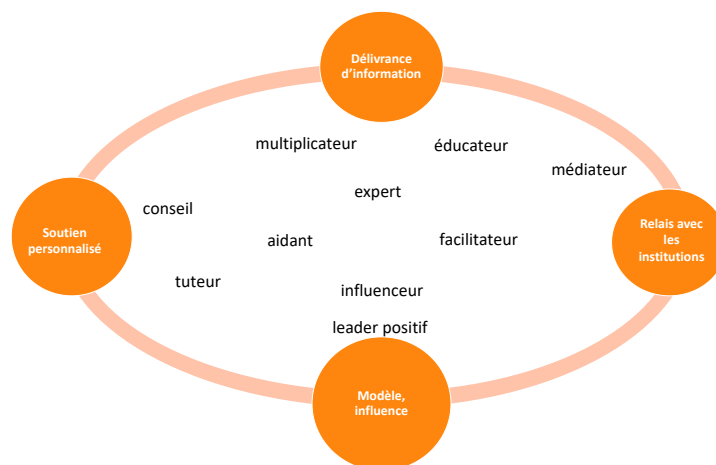 Délivrance
d'information
multiplicateur
éducateur
médiateur
expert
conseil
Soutien
personnalisé
Relais avec
les
institutions
aidant
facilitateur
tuteur
influenceur
leader positif
Modèle,
influence